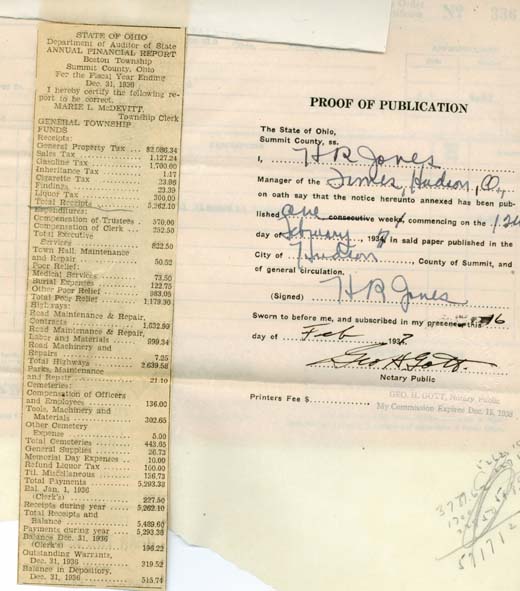 STATE OF OHIO
Department of Auditor of State
ANNUAL FINANCIAL REPORT
Boston Township
Summit County, Ohio
For the Fiscal Year Ending
Dec. 31, 1936
I hereby certify the following re-
port to be correct.
MARIE L. McDEVITT,
Township Clerk
GENERAL TOWNSHIP
FUNDS
Receipts:
General Property Tax ... $2,086.34
Sales Tax ... 1,127.24
Gasoline Tax ... 1,700.00
Inheritance Tax ... 1.17
Cigarette Tax ... 23.96
Findings ... 23.39
Liquor Tax ... 300.00
Total Receipts ... 5,262.10
Expenditures:
Compensation of Trustees . 570.00
Compensation of Clerk ... 252.50
Total Executive
Services ... 822.50
Town Hall, Maintenance
and Repair ... 50.52
Poor Relief:
Medical Services ... 73.50
Burial Expenses ... 122.75
Other Poor Relief ... 983.05
Total Poor Relief ... 1,179.30
Highways:
Road Maintenance & Repair,
Contracts ... 1,632.99
Road Maintenance & Repair,
Labor and Materials ... 999.34
Road Machinery and
Repairs ... 7.25
Total Highways ... 2,639.58
Parks, Maintenance
and Repair ... 21.10
Cemeteries:
Compensation of Officers
and Employees ... 136.00
Tools, Machinery and
Materials ... 302.65
Other Cemetery
Expense ... 5.00
Total Cemeteries ... 443.65
General Supplies ... 26.73
Memorial Day Expenses ... 10.00
Refund Liquor Tax ... 100.00
Ttl. Miscellaneous ... 136.73
Total Payments ... 5,293.38
Bal. Jan. 1, 1936
(Clerk's) ... 227.50
Receipts during year ... 5,262.10
Total Receipts and
Balance ... 5,489.60
Payments during year ... 5,293.38
Balance Dec. 31, 1936
(Clerk's) ... 196.22
Outstanding Warrants,
Dec. 31, 1936 ... 319.52
Balance in Depository,
Dec. 31, 1936 ... 515.74
No 336
PROOF OF PUBLICATION
The State of Ohio,
Summit County, ss.
I, H R Jones
Manager of the Times, Hudson, O.,
on oath say that the notice hereunto annexed has been pub-
lished one consecutive week, commencing on the 12th
day of February, 1937 in said paper published in the
City of Hudson, County of Summit, and
of general circulation.
(Signed) H R Jones
Sworn to before me, and subscribed in my presence this 16
day of Feb 1937
Geo H Gott.
Notary Public
Printers Fee $
GEO. H. GOTT, Notary Public
My Commission Expires Dec. 18, 1938